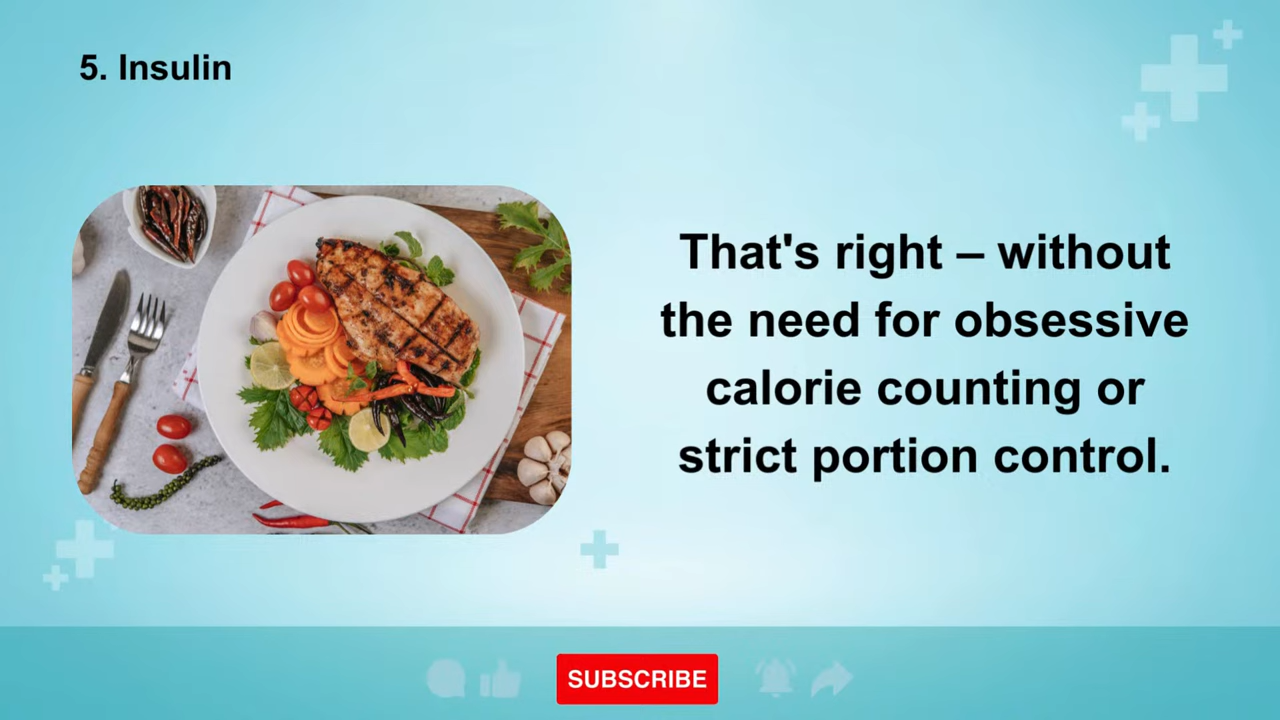 5. Insulin
That's right – without
the need for obsessive
calorie counting or
strict portion control.
SUBSCRIBE